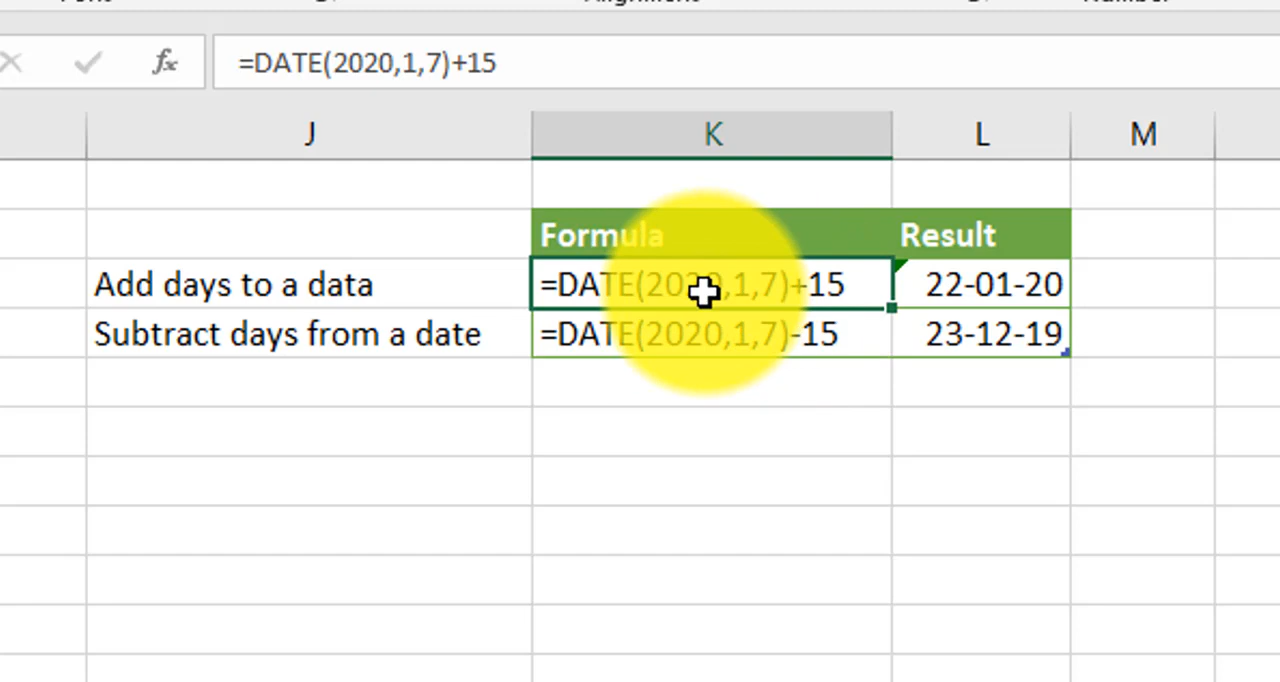 fx =DATE(2020,1,7)+15
J K L M
Formula Result
Add days to a data =DATE(2020,1,7)+15 22-01-20
Subtract days from a date =DATE(2020,1,7)-15 23-12-19